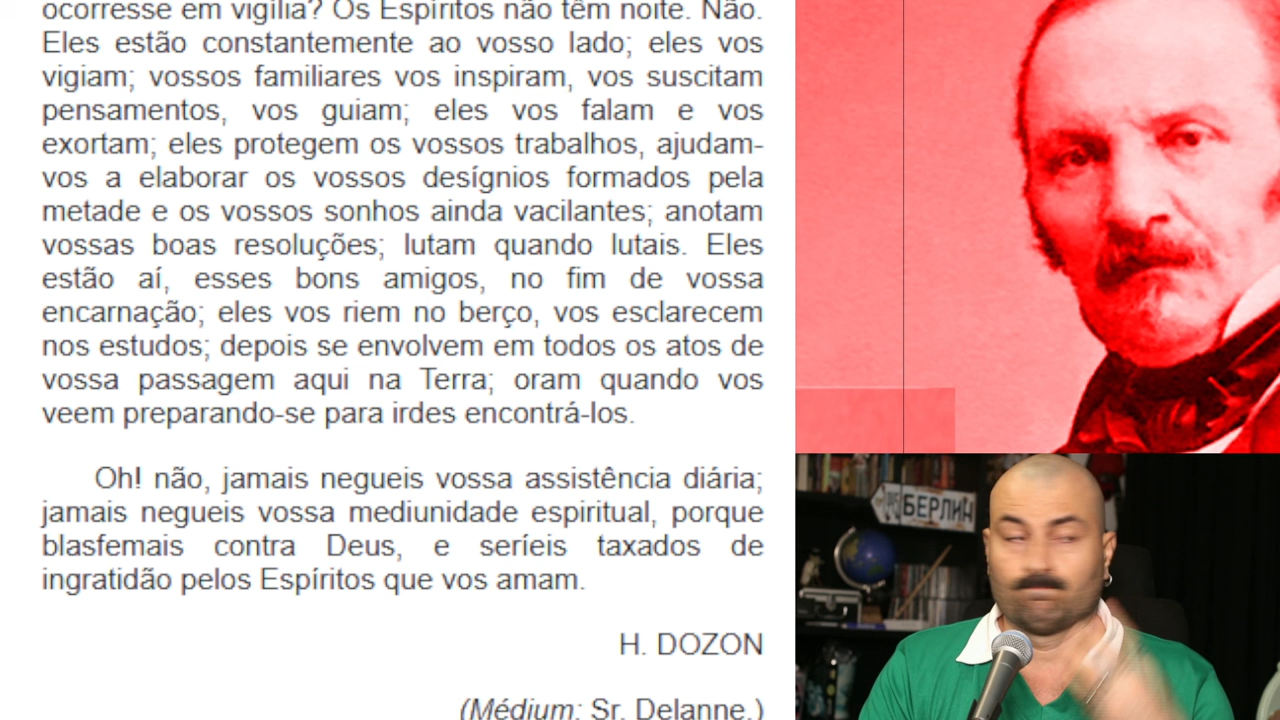 ocorresse em vigília? Os Espíritos não têm noite. Não.
Eles estão constantemente ao vosso lado; eles vos
vigiam; vossos familiares vos inspiram, vos suscitam
pensamentos, vos guiam; eles vos falam e vos
exortam; eles protegem os vossos trabalhos, ajudam-
vos a elaborar os vossos desígnios formados pela
metade e os vossos sonhos ainda vacilantes; anotam
vossas boas resoluções; lutam quando lutais. Eles
estão aí, esses bons amigos, no fim de vossa
encarnação; eles vos riem no berço, vos esclarecem
nos estudos; depois se envolvem em todos os atos de
vossa passagem aqui na Terra; oram quando vos
veem preparando-se para irdes encontrá-los.
Oh! não, jamais negueis vossa assistência diária;
jamais negueis vossa mediunidade espiritual, porque
blasfemais contra Deus, e seríeis taxados de
ingratidão pelos Espíritos que vos amam.
H. DOZON
(Médium: Sr. Delanne.)
БЕРЛИН